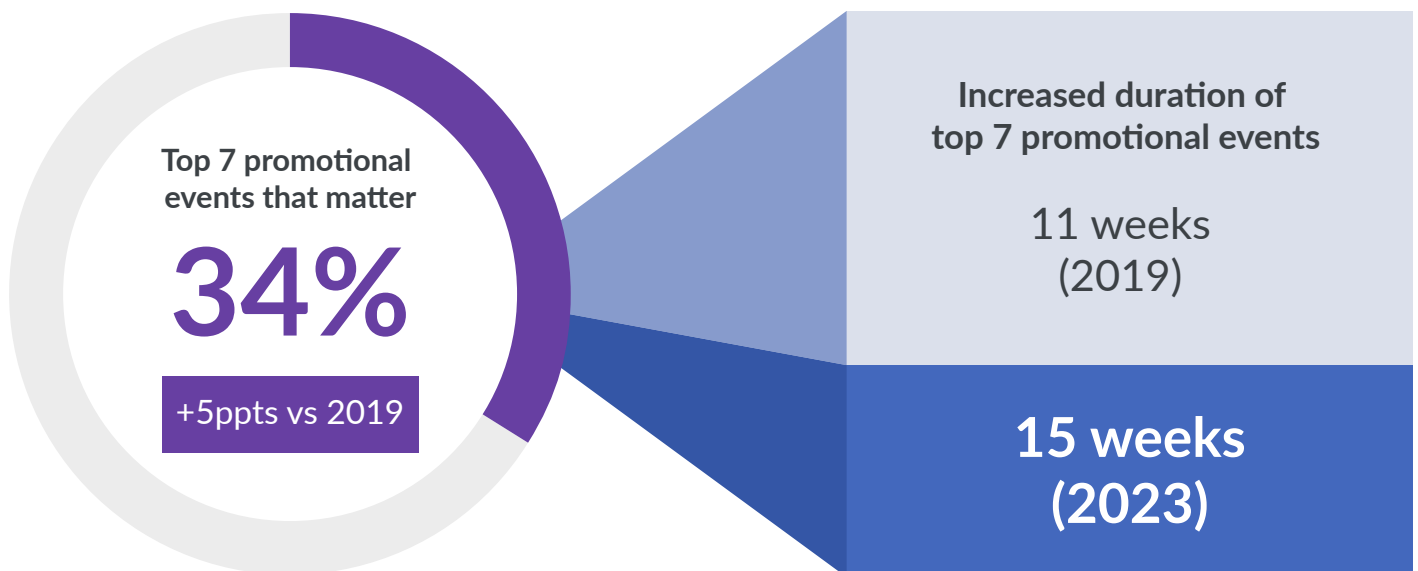 Top 7 promotional
events that matter
34%
+5ppts vs 2019
Increased duration of
top 7 promotional events
11 weeks
(2019)
15 weeks
(2023)